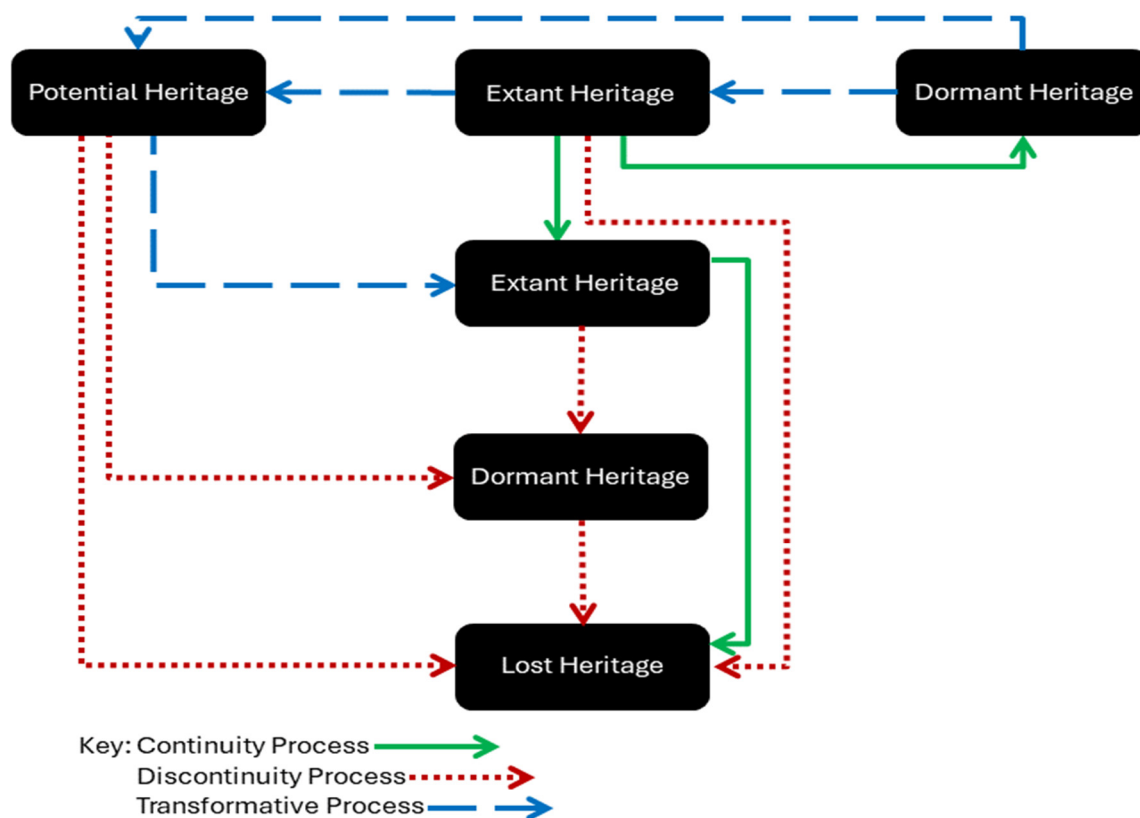 Potential Heritage
Extant Heritage
Dormant Heritage
Extant Heritage
Dormant Heritage
Lost Heritage
Key: Continuity Process
Discontinuity Process
Transformative Process